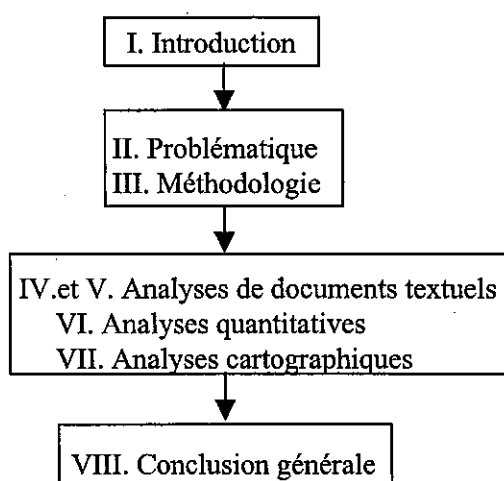 I. Introduction
II. Problématique
III. Méthodologie
IV.et V. Analyses de documents textuels
VI. Analyses quantitatives
VII. Analyses cartographiques
VIII. Conclusion générale